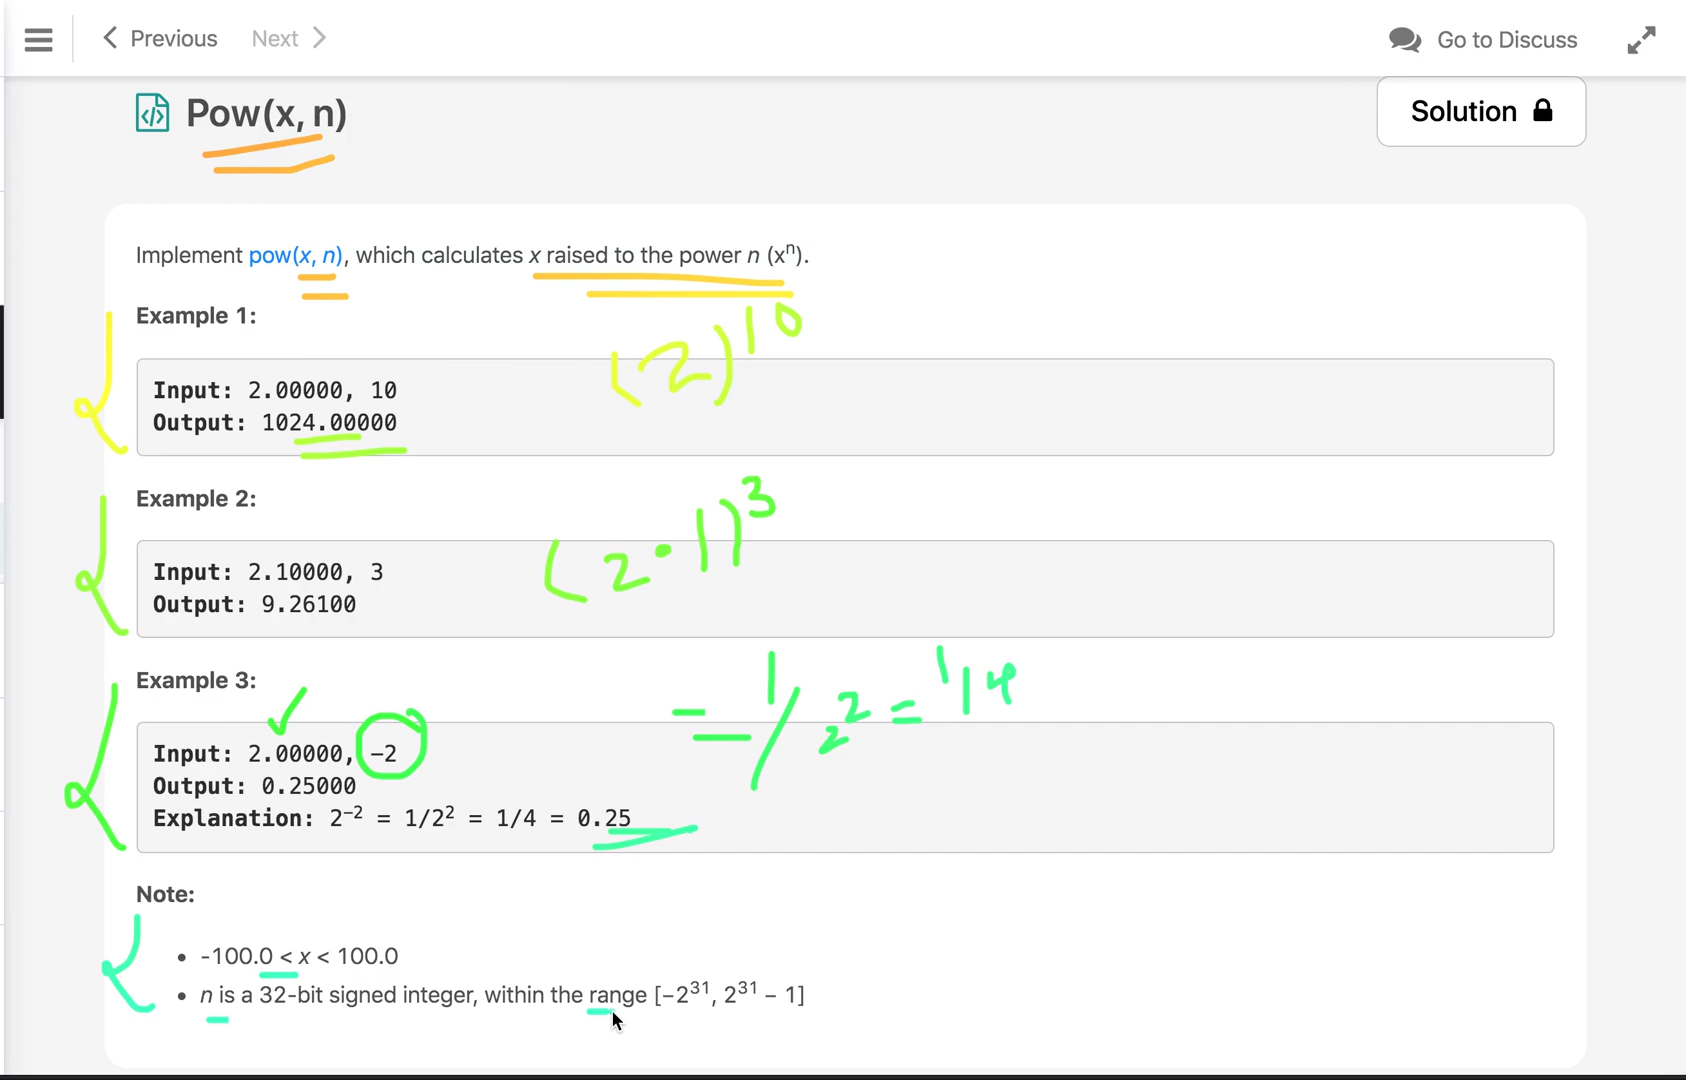 Previous Next Go to Discuss
Pow(x, n) Solution
Implement pow(x, n), which calculates x raised to the power n (xⁿ).
Example 1:
(2)¹⁰
Input: 2.00000, 10
Output: 1024.00000
Example 2:
(2.1)³
Input: 2.10000, 3
Output: 9.26100
Example 3:
1/2² = 1/4
Input: 2.00000, -2
Output: 0.25000
Explanation: 2⁻² = 1/2² = 1/4 = 0.25
Note:
• -100.0 < x < 100.0
• n is a 32-bit signed integer, within the range [−2³¹, 2³¹ − 1]